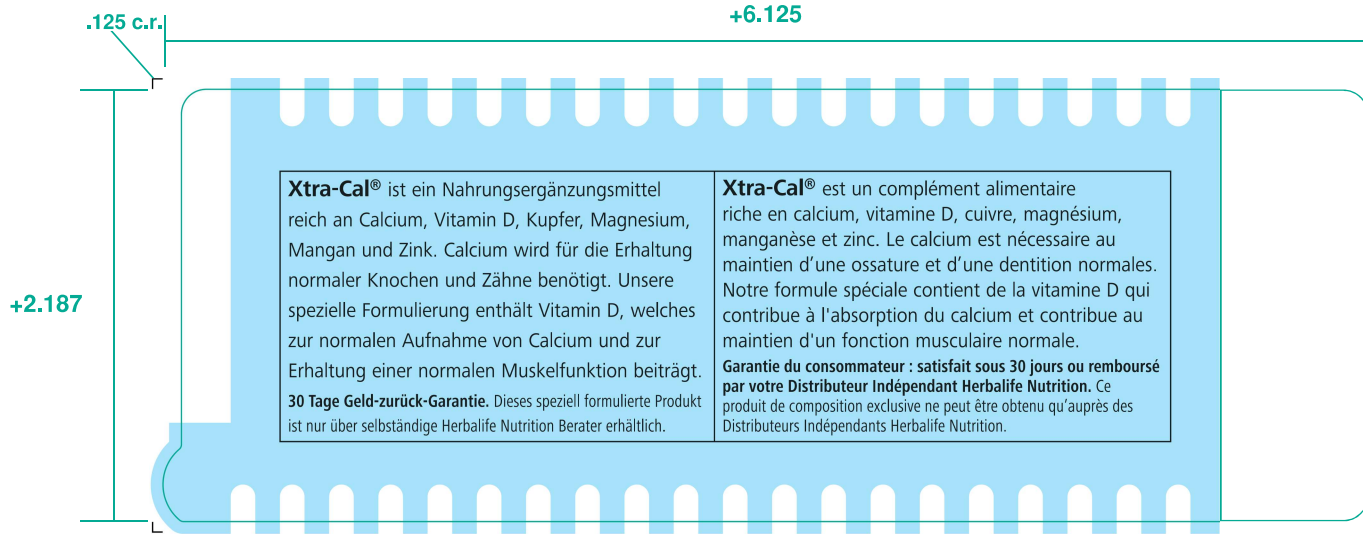 .125 c.r.
+6.125
+2.187
Xtra-Cal® ist ein Nahrungsergänzungsmittel
reich an Calcium, Vitamin D, Kupfer, Magnesium,
Mangan und Zink. Calcium wird für die Erhaltung
normaler Knochen und Zähne benötigt. Unsere
spezielle Formulierung enthält Vitamin D, welches
zur normalen Aufnahme von Calcium und zur
Erhaltung einer normalen Muskelfunktion beiträgt.
30 Tage Geld-zurück-Garantie. Dieses speziell formulierte Produkt
ist nur über selbständige Herbalife Nutrition Berater erhältlich.
Xtra-Cal® est un complément alimentaire
riche en calcium, vitamine D, cuivre, magnésium,
manganèse et zinc. Le calcium est nécessaire au
maintien d’une ossature et d’une dentition normales.
Notre formule spéciale contient de la vitamine D qui
contribue à l'absorption du calcium et contribue au
maintien d'un fonction musculaire normale.
Garantie du consommateur : satisfait sous 30 jours ou remboursé
par votre Distributeur Indépendant Herbalife Nutrition. Ce
produit de composition exclusive ne peut être obtenu qu’auprès des
Distributeurs Indépendants Herbalife Nutrition.